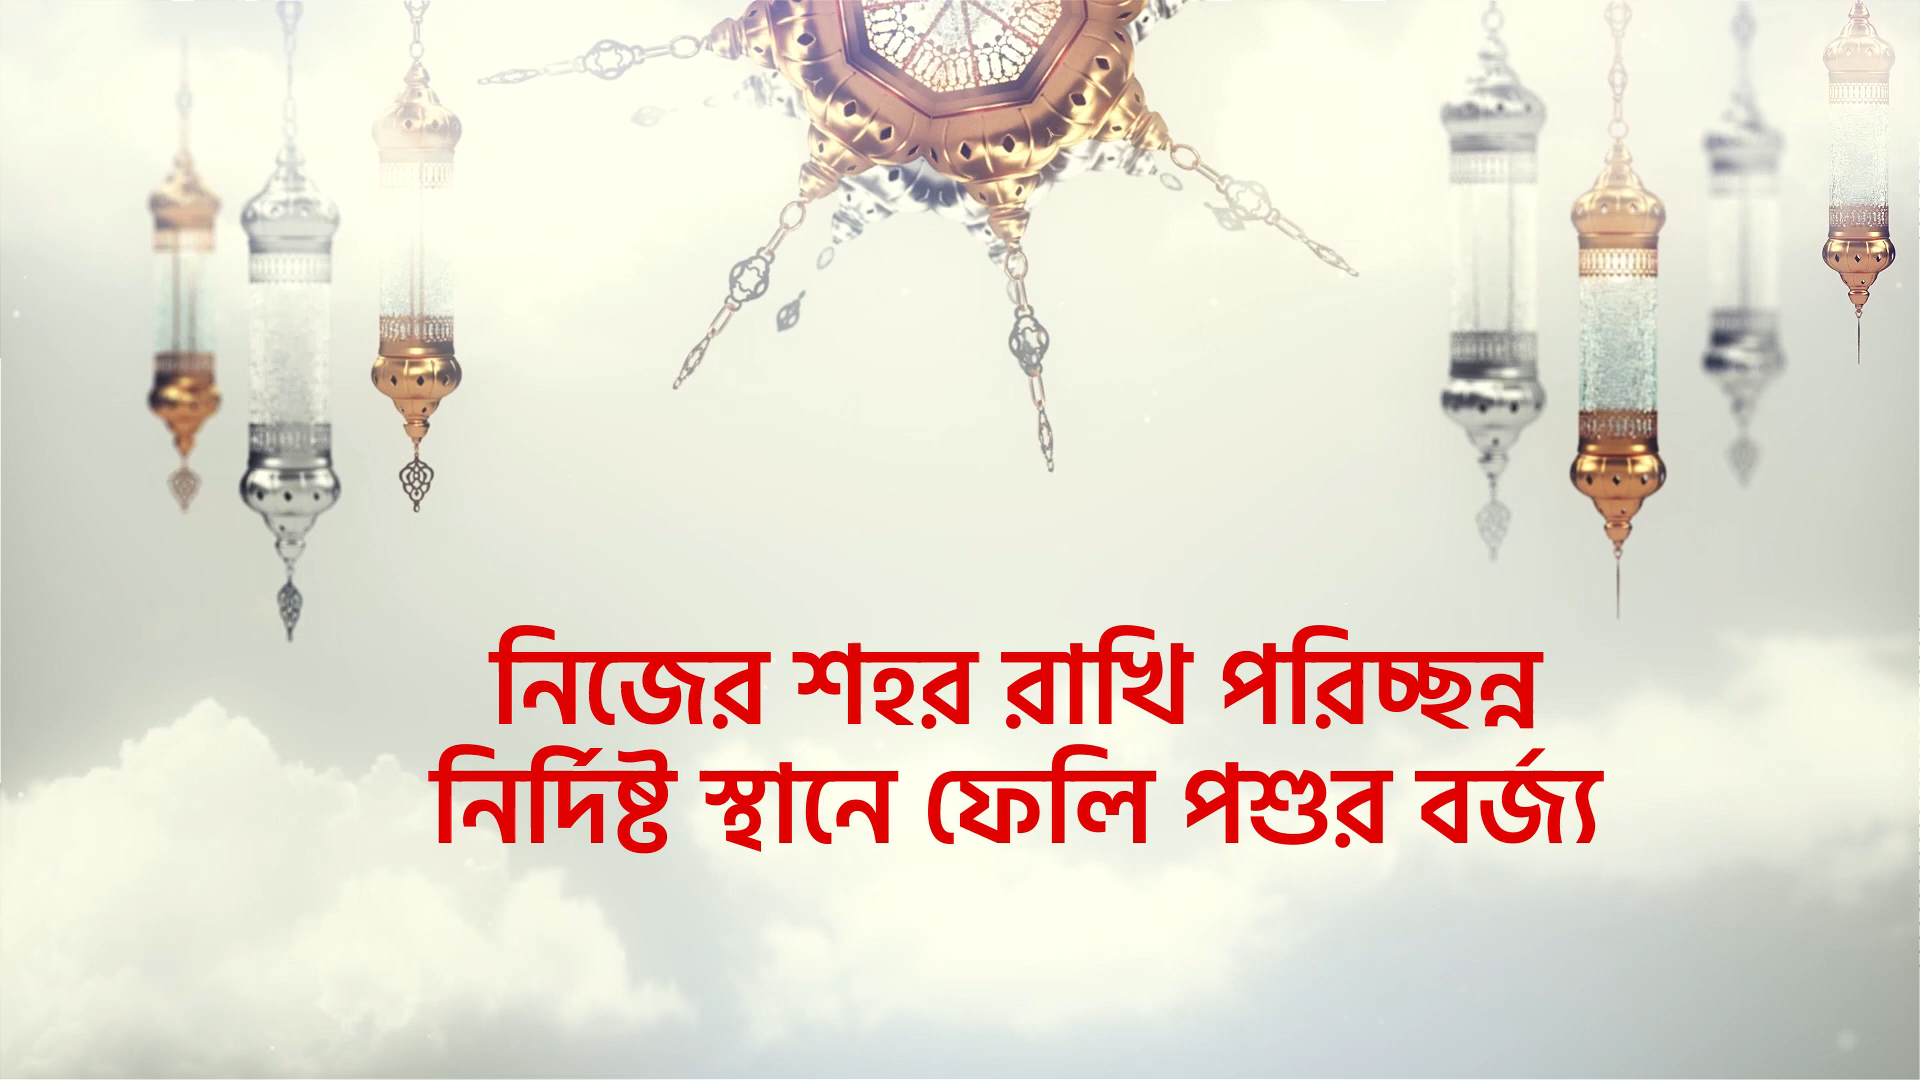 নিজের শহর রাখি পরিচ্ছন্ন
নির্দিষ্ট স্থানে ফেলি পশুর বর্জ্য